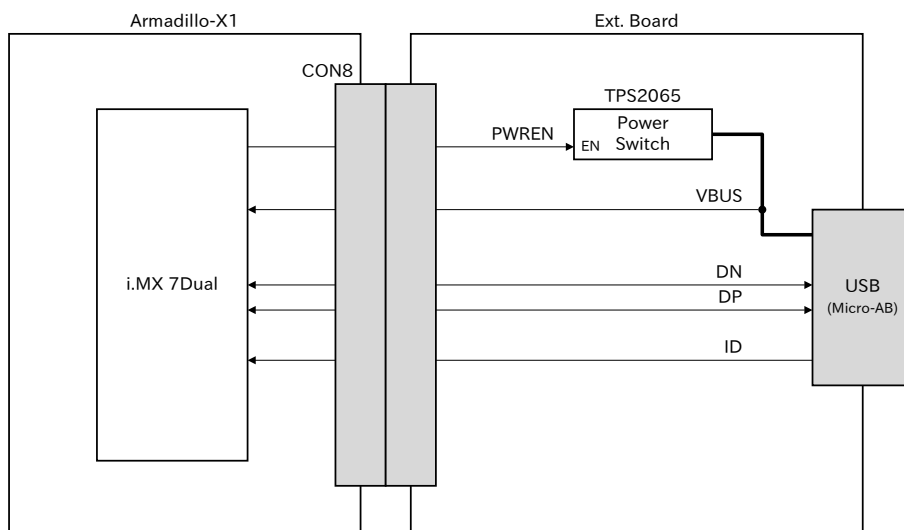 Armadillo-X1
Ext. Board
CON8
TPS2065
Power
Switch
PWREN
EN
VBUS
i.MX 7Dual
DN
DP
USB
(Micro-AB)
ID